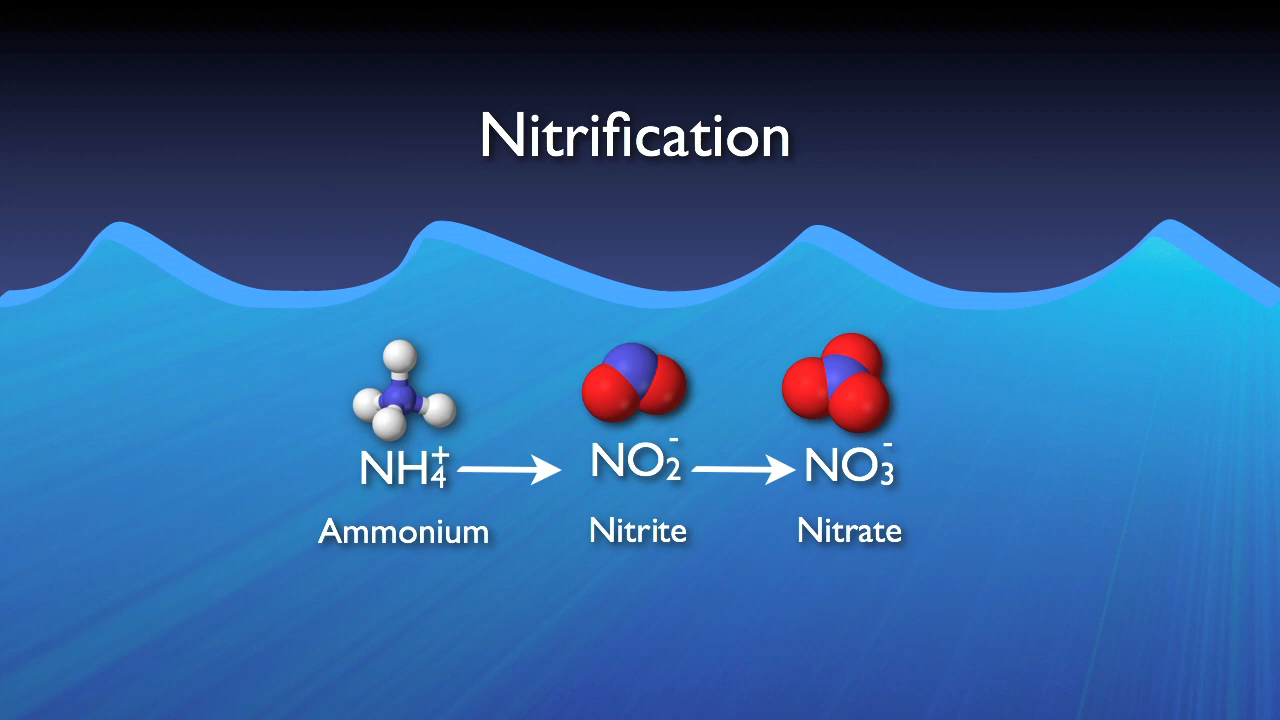 Nitrification
NH₄⁺ → NO₂⁻ → NO₃⁻
Ammonium Nitrite Nitrate